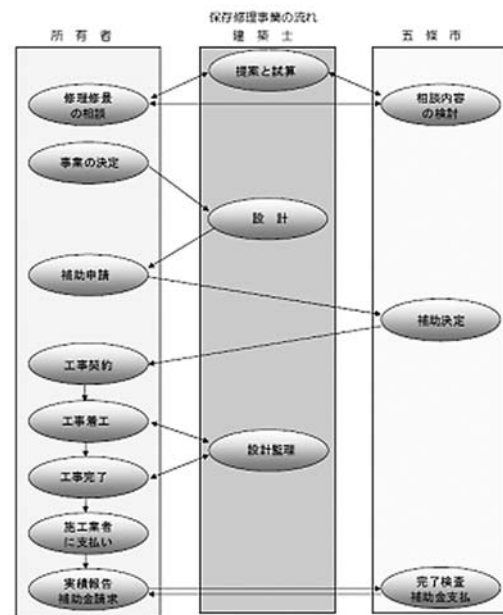 保存修理事業の流れ
所有者
建築士
五條市
提案と試算
修理修景
の相談
相談内容
の検討
事業の決定
設計
補助申請
補助決定
工事契約
工事着工
設計監理
工事完了
施工業者
に支払い
実績報告
補助金請求
完了検査
補助金支払